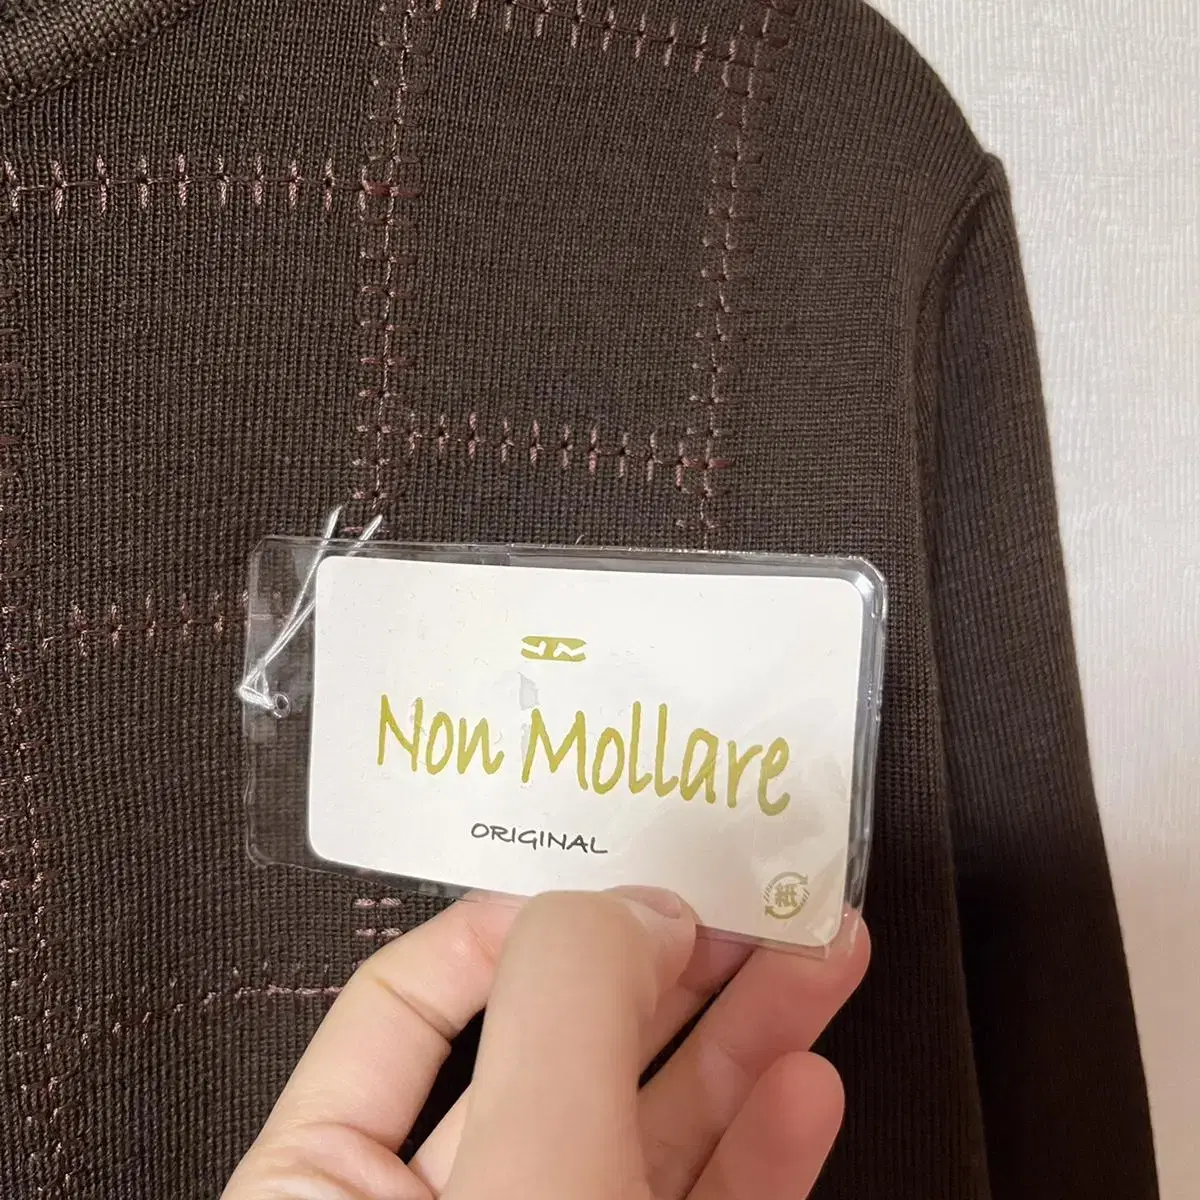 Non Mollare
ORIGINAL
紙